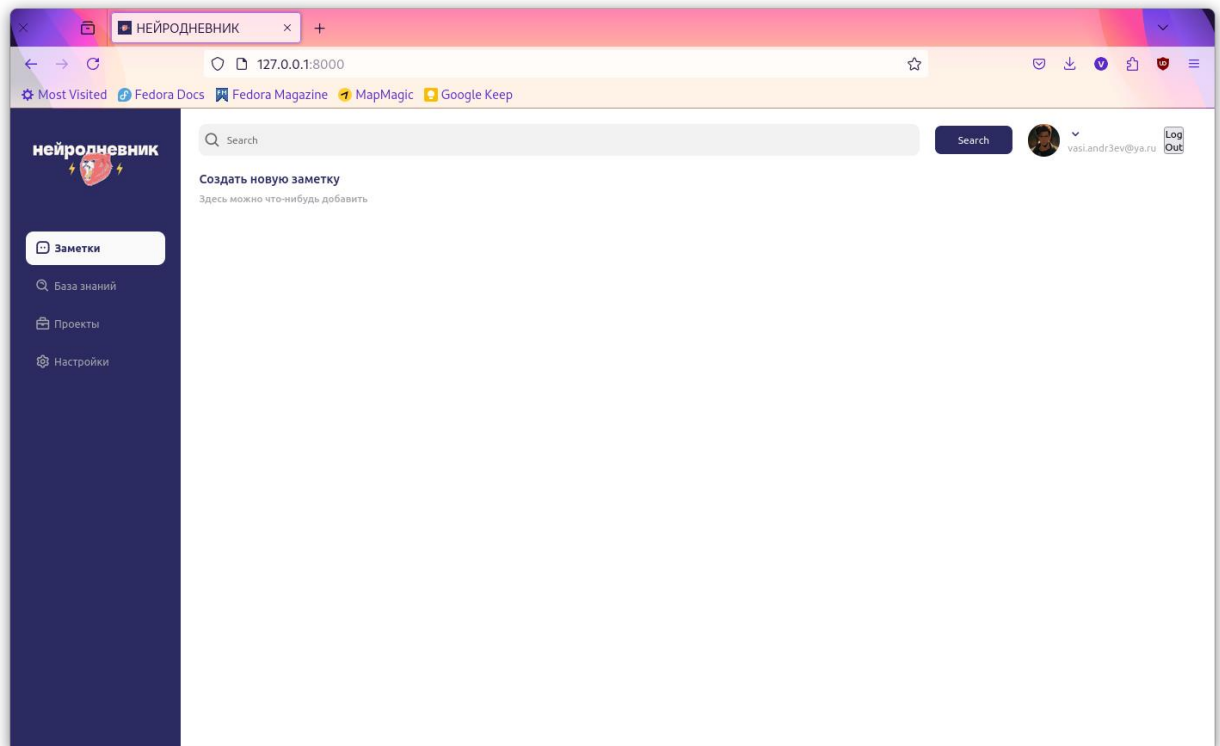 НЕЙРОДНЕВНИК
127.0.0.1:8000
Most Visited Fedora Docs Fedora Magazine MapMagic Google Keep
нейродневник
Search
Search
vasi.andr3ev@ya.ru
Log
Out
Создать новую заметку
Здесь можно что-нибудь добавить
Заметки
База знаний
Проекты
Настройки